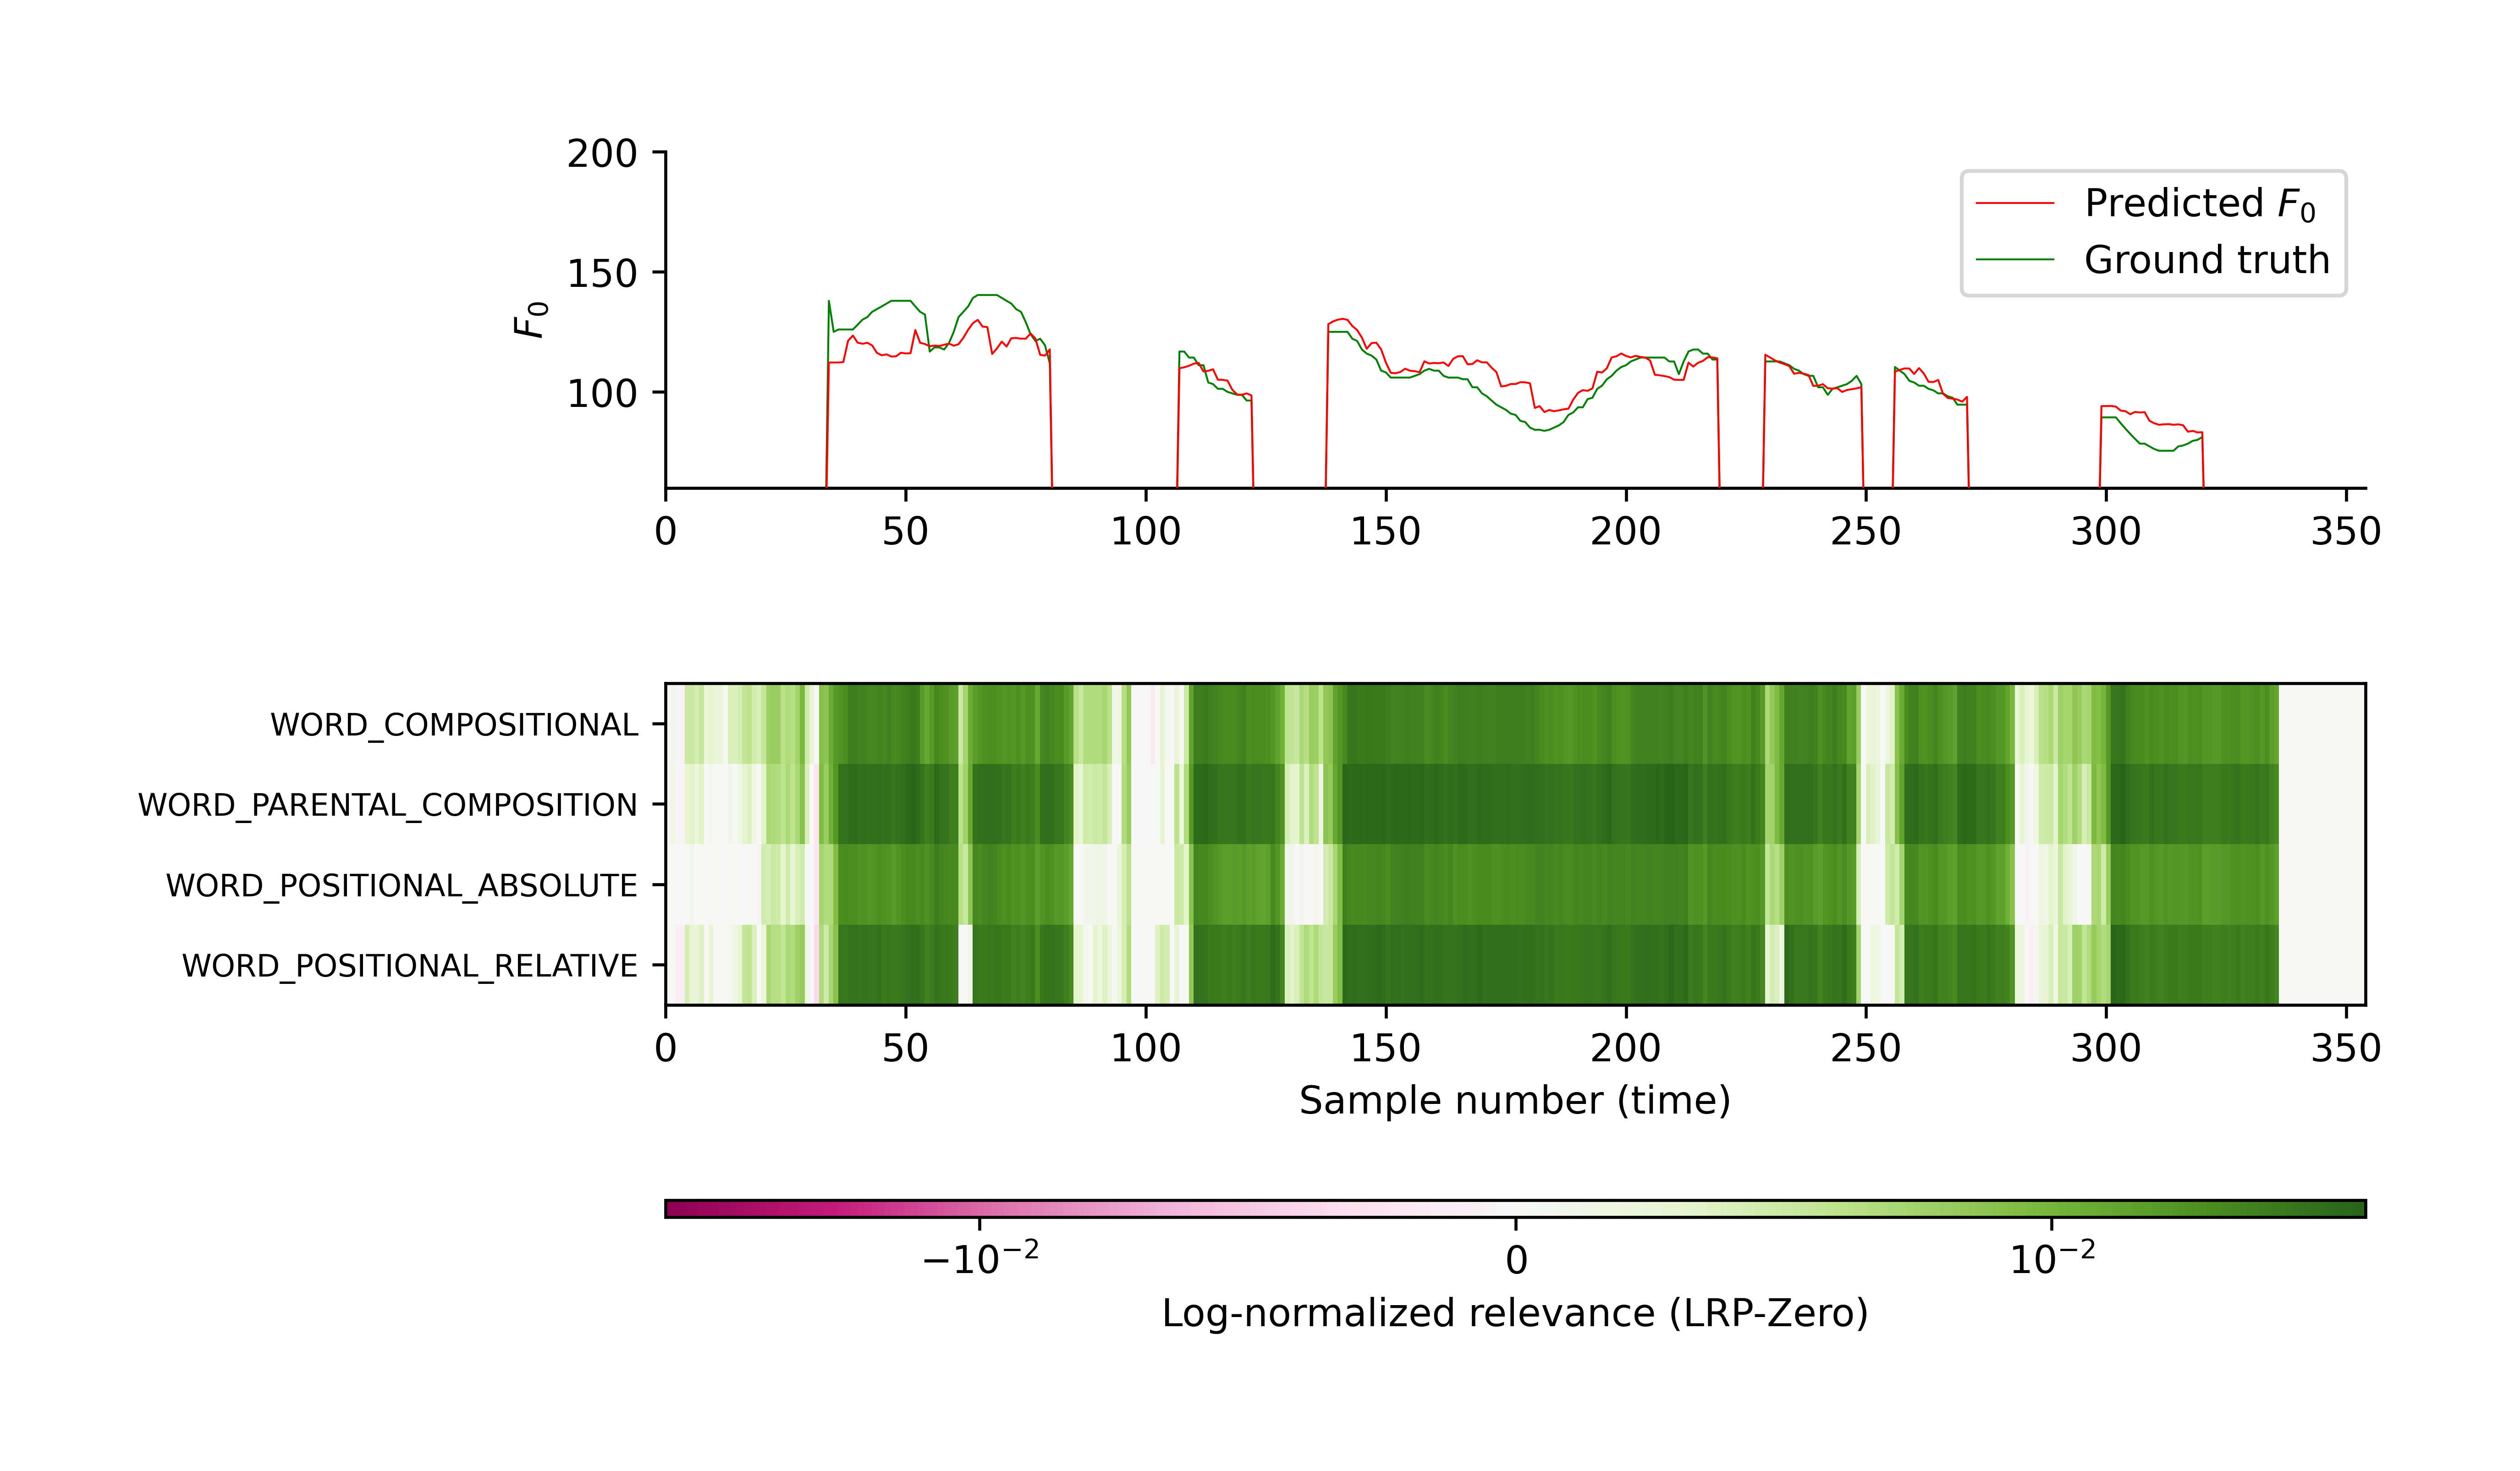 200
150
100
F0
Predicted F0
Ground truth
0 50 100 150 200 250 300 350
WORD_COMPOSITIONAL
WORD_PARENTAL_COMPOSITION
WORD_POSITIONAL_ABSOLUTE
WORD_POSITIONAL_RELATIVE
0 50 100 150 200 250 300 350
Sample number (time)
−10⁻² 0 10⁻²
Log-normalized relevance (LRP-Zero)